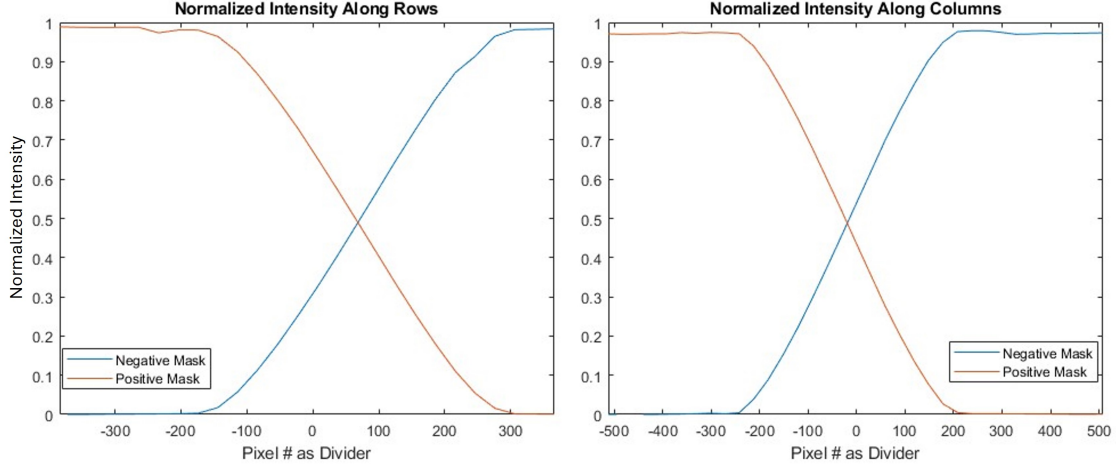 Normalized Intensity Along Rows
Normalized Intensity
1
0.9
0.8
0.7
0.6
0.5
0.4
0.3
0.2
0.1
0
Negative Mask
Positive Mask
-300 -200 -100 0 100 200 300
Pixel # as Divider
Normalized Intensity Along Columns
1
0.9
0.8
0.7
0.6
0.5
0.4
0.3
0.2
0.1
0
Negative Mask
Positive Mask
-500 -400 -300 -200 -100 0 100 200 300 400 500
Pixel # as Divider